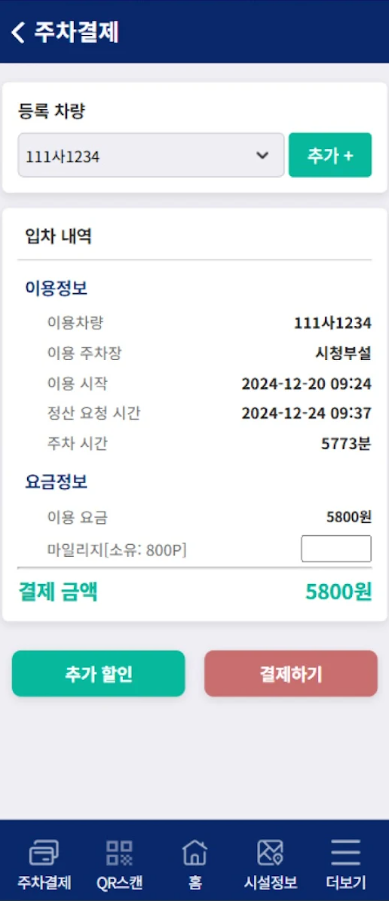 주차결제
등록 차량
111사1234
추가 +
입차 내역
이용정보
이용차량 111사1234
이용 주차장 시청부설
이용 시작 2024-12-20 09:24
정산 요청 시간 2024-12-24 09:37
주차 시간 5773분
요금정보
이용 요금 5800원
마일리지[소유: 800P]
결제 금액 5800원
추가 할인 결제하기
주차결제 QR스캔 홈 시설정보 더보기